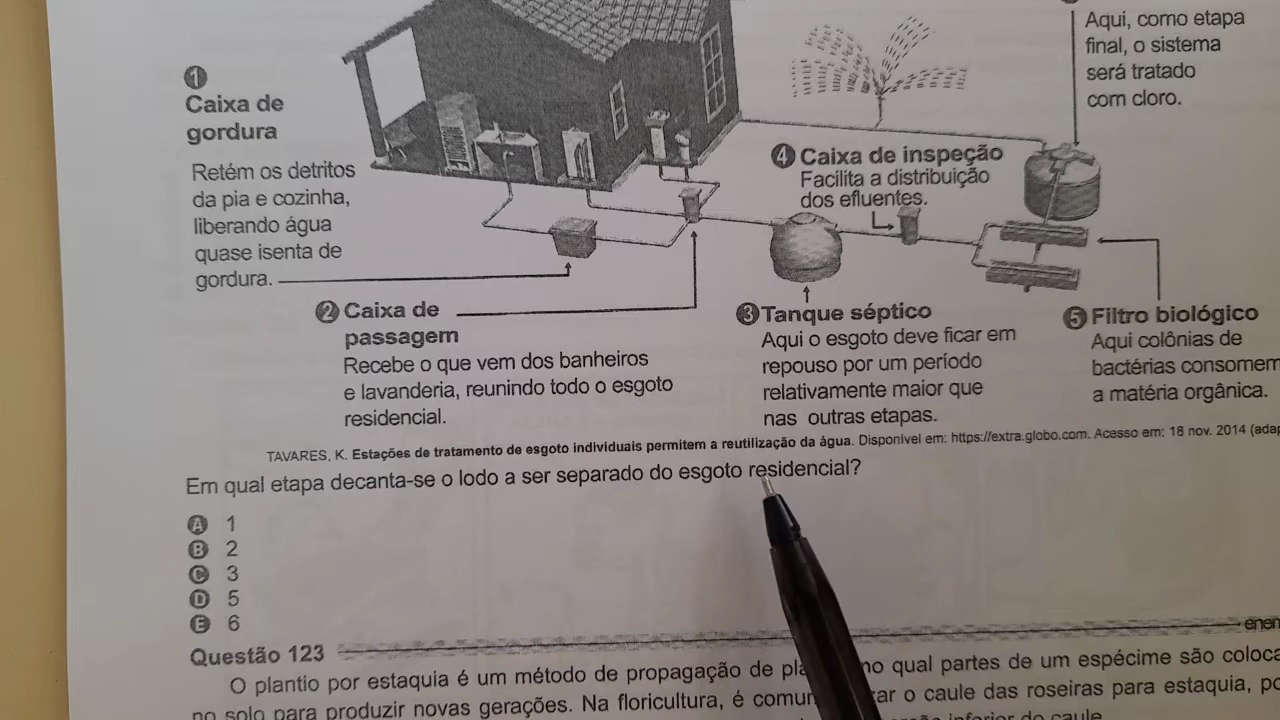 Aqui, como etapa
final, o sistema
será tratado
com cloro.
1
Caixa de
gordura
Retém os detritos
da pia e cozinha,
liberando água
quase isenta de
gordura.
4 Caixa de inspeção
Facilita a distribuição
dos efluentes.
2 Caixa de
passagem
Recebe o que vem dos banheiros
e lavanderia, reunindo todo o esgoto
residencial.
3 Tanque séptico
Aqui o esgoto deve ficar em
repouso por um período
relativamente maior que
nas outras etapas.
5 Filtro biológico
Aqui colônias de
bactérias consomem
a matéria orgânica.
TAVARES, K. Estações de tratamento de esgoto individuais permitem a reutilização da água. Disponível em: https://extra.globo.com. Acesso em: 18 nov. 2014 (adap
Em qual etapa decanta-se o lodo a ser separado do esgoto residencial?
A 1
B 2
C 3
D 5
E 6
Questão 123
enem
O plantio por estaquia é um método de propagação de no qual partes de um espécime são coloca
no solo para produzir novas gerações. Na floricultura, é o caule das roseiras para estaquia, po
inferior do caule